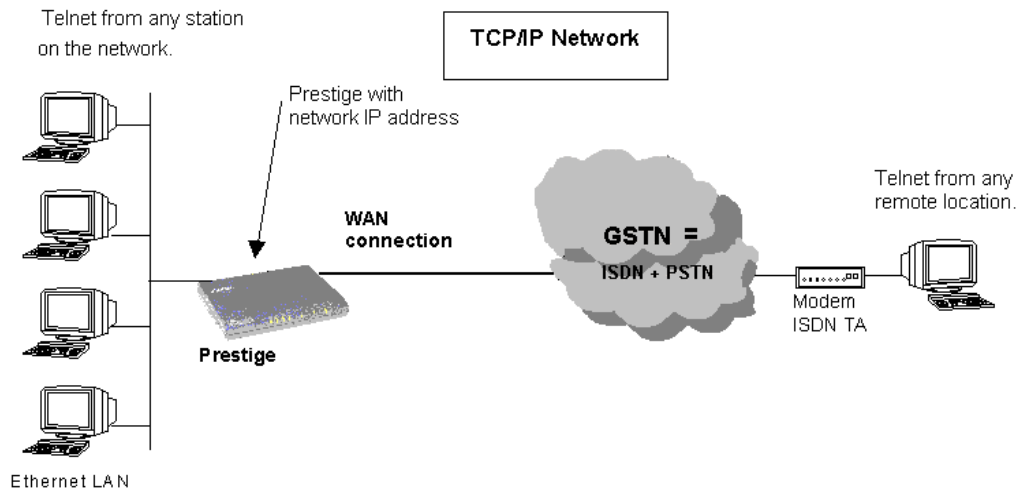 Telnet from any station
on the network.
TCP/IP Network
Prestige with
network IP address
Telnet from any
remote location.
WAN
connection
GSTN =
ISDN + PSTN
Modem
ISDN TA
Prestige
Ethernet LAN